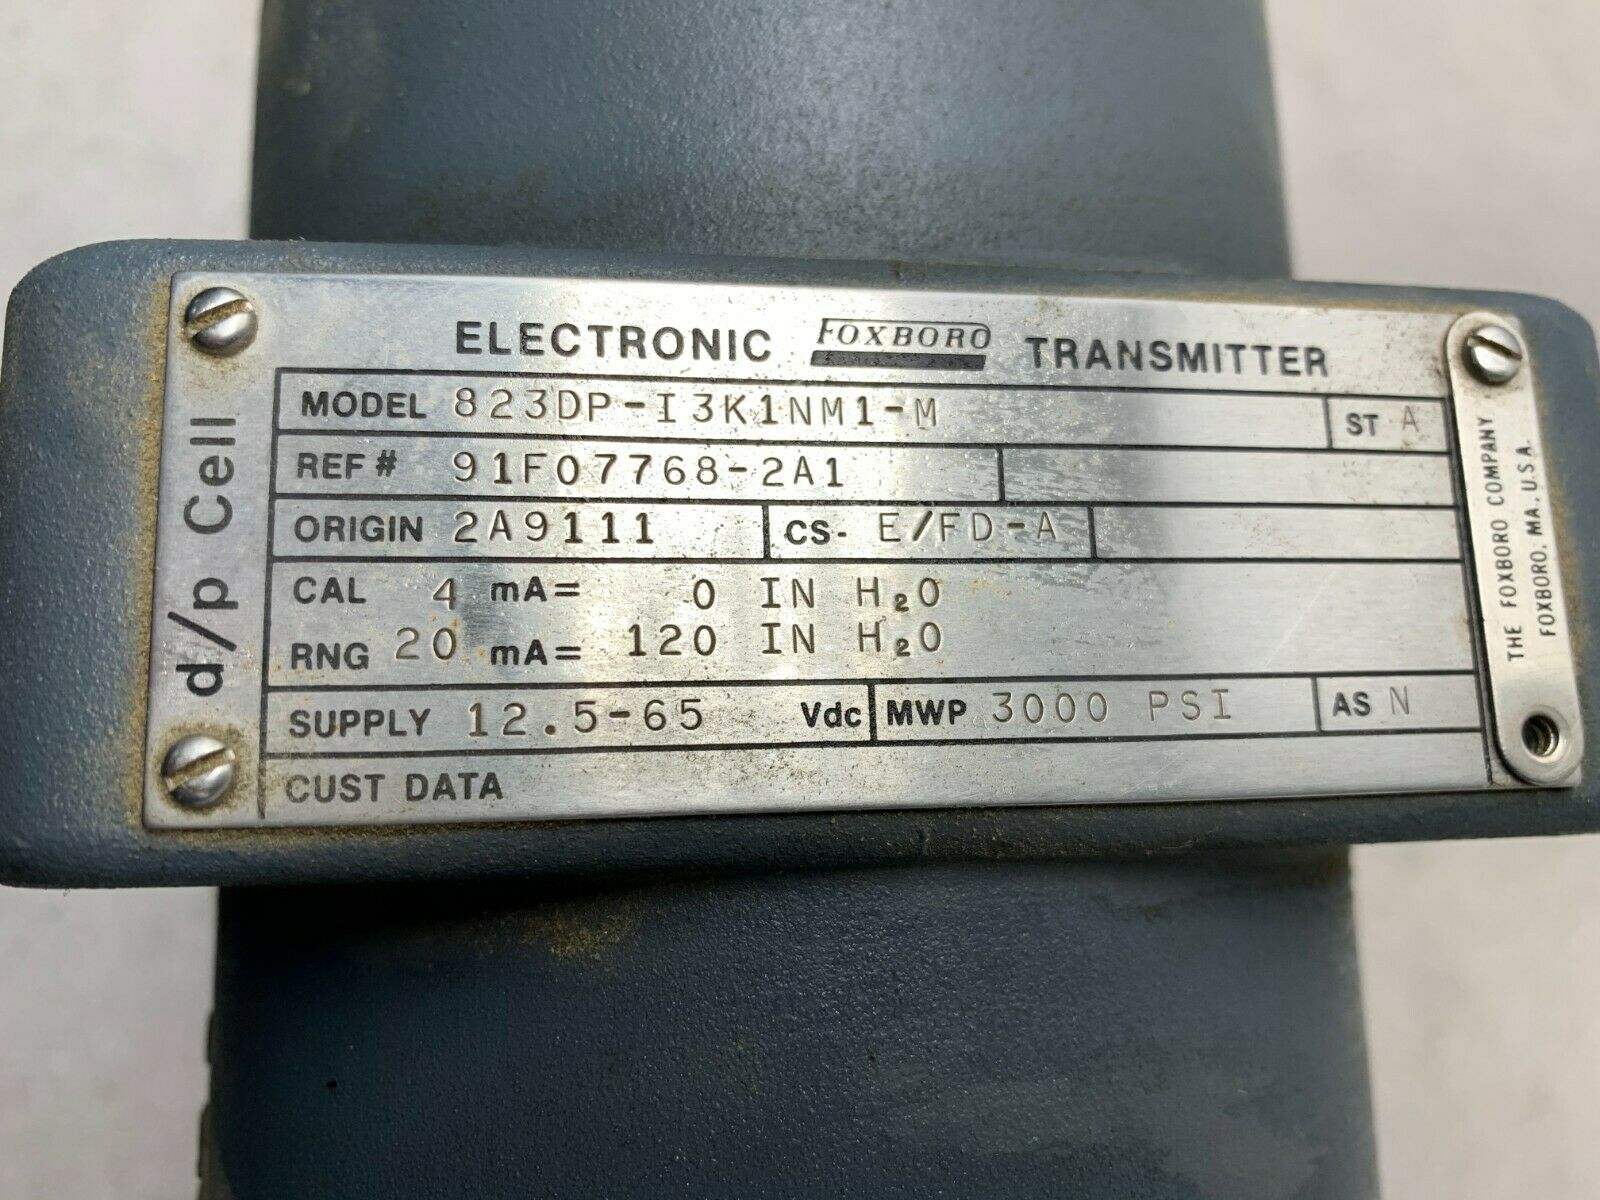 ELECTRONIC FOXBORO TRANSMITTER
d/p Cell
MODEL 823DP-I3K1NM1-M ST A
REF # 91F07768-2A1
ORIGIN 2A9111 CS- E/FD-A
CAL 4 mA= 0 IN H₂O
RNG 20 mA= 120 IN H₂O
SUPPLY 12.5-65 Vdc MWP 3000 PSI AS N
CUST DATA
THE FOXBORO COMPANY
FOXBORO, MA, U.S.A.